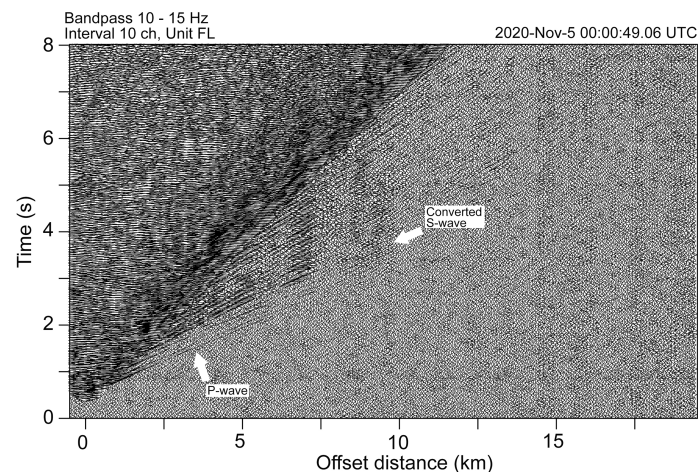 Bandpass 10 - 15 Hz
Interval 10 ch, Unit FL
2020-Nov-5 00:00:49.06 UTC
8
6
4
2
0
Time (s)
Converted
S-wave
P-wave
0
5
10
15
Offset distance (km)